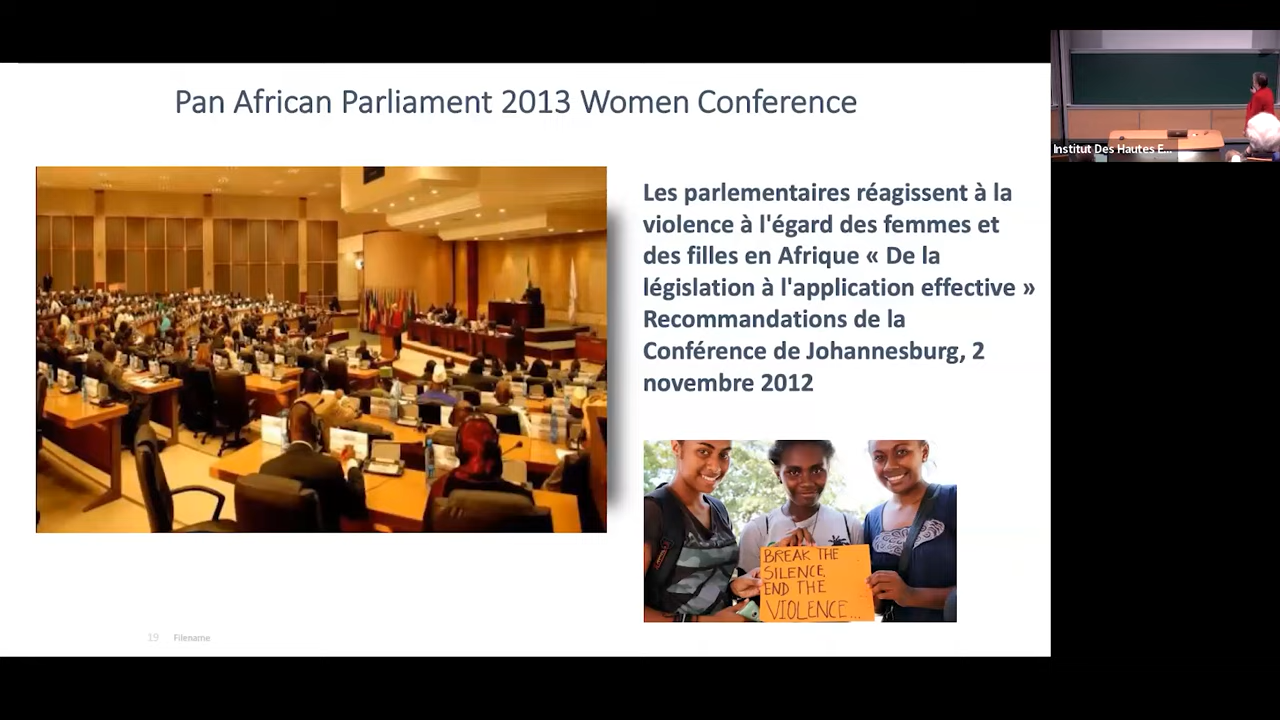 Pan African Parliament 2013 Women Conference
Les parlementaires réagissent à la
violence à l'égard des femmes et
des filles en Afrique « De la
législation à l'application effective »
Recommandations de la
Conférence de Johannesburg, 2
novembre 2012
BREAK THE
SILENCE,
END THE
VIOLENCE...
19 Filename
Institut Des Hautes E...